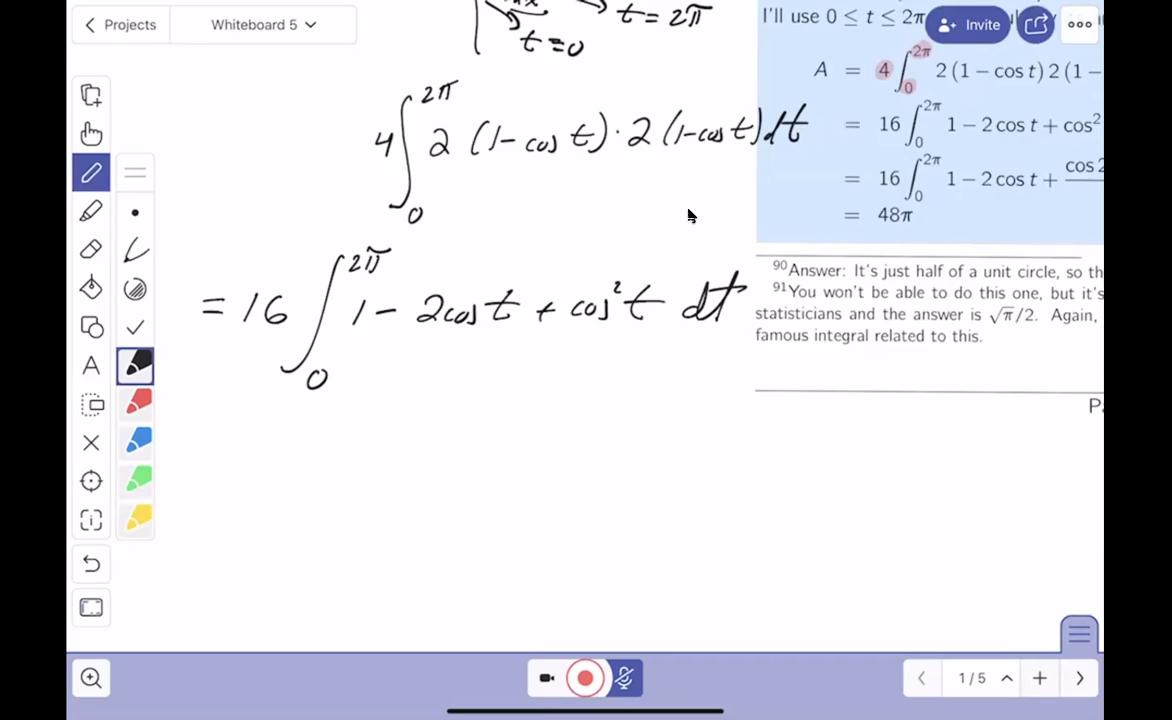 Projects
Whiteboard 5
t = 2π
t = 0
4 ∫₀^{2π} 2 (1 - cos t) · 2 (1 - cos t) dt
= 16 ∫₀^{2π} 1 - 2cos t + cos² t dt
I'll use 0 ≤ t ≤ 2π
Invite
A = 4 ∫₀^{2π} 2 (1 − cos t) 2 (1 −
= 16 ∫₀^{2π} 1 − 2 cos t + cos²
= 16 ∫₀^{2π} 1 − 2 cos t + cos 2
= 48π
90 Answer: It's just half of a unit circle, so th
91 You won't be able to do this one, but it's
statisticians and the answer is √π/2. Again,
famous integral related to this.
P
A
1/5